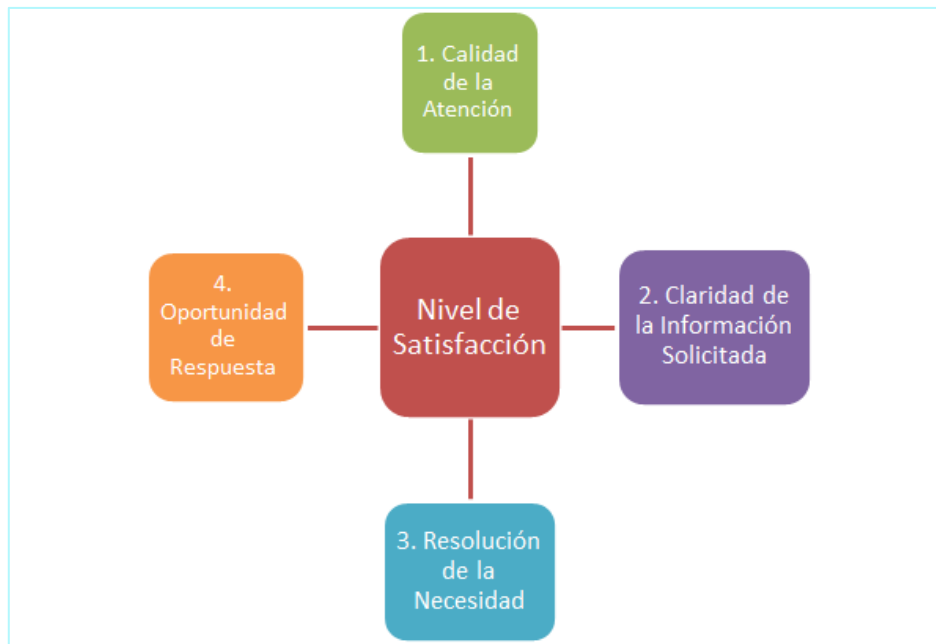 1. Calidad
de la
Atención
4.
Oportunidad
de
Respuesta
Nivel de
Satisfacción
2. Claridad de
la Información
Solicitada
3. Resolución
de la
Necesidad